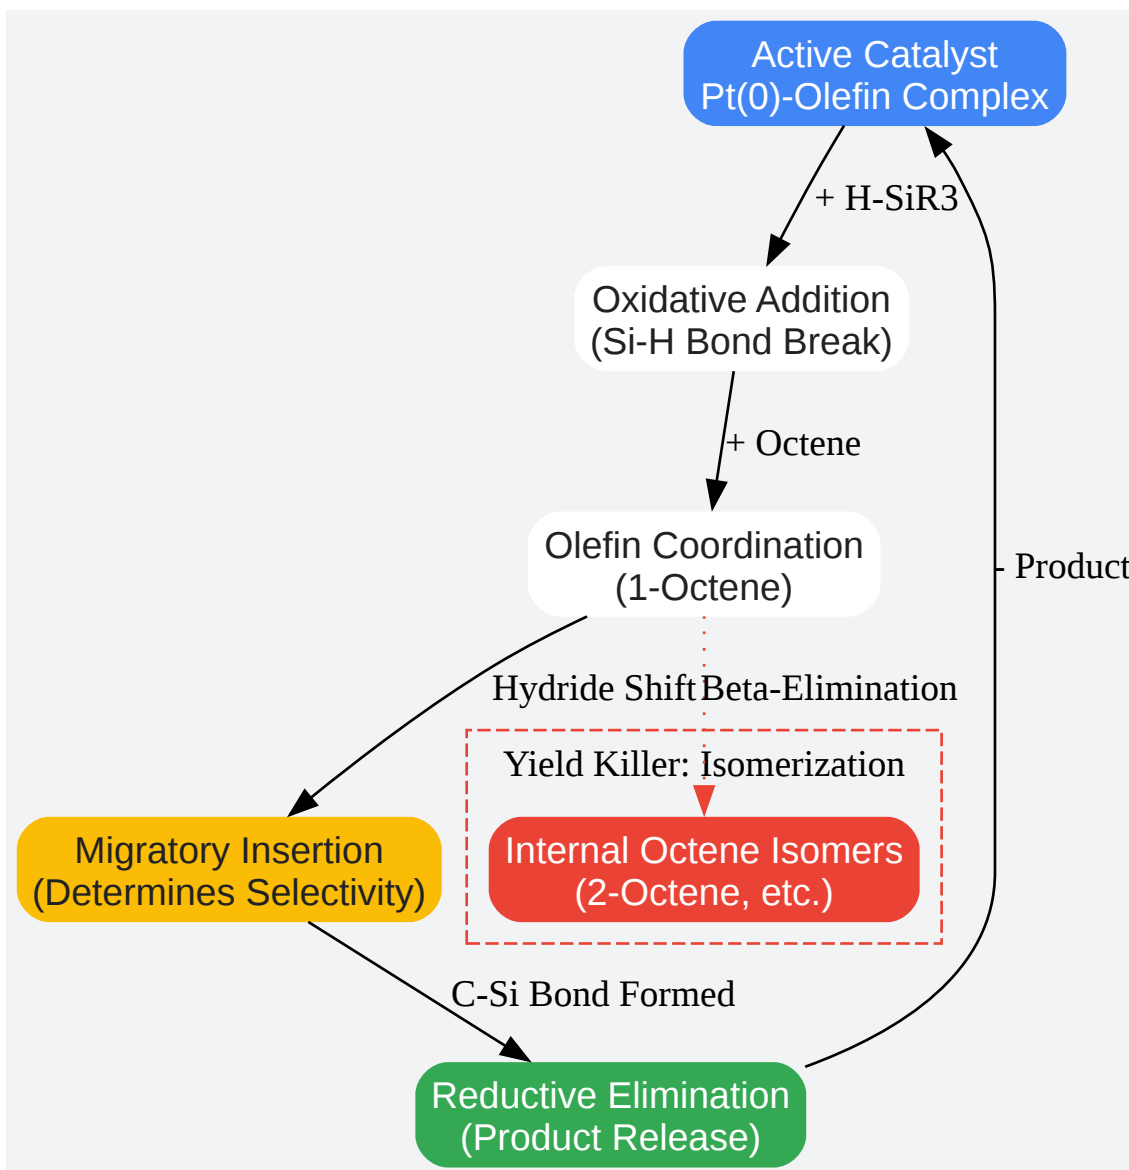 Active Catalyst
Pt(0)-Olefin Complex
+ H-SiR3
Oxidative Addition
(Si-H Bond Break)
+ Octene
Olefin Coordination
(1-Octene)
- Product
Hydride Shift
Beta-Elimination
Yield Killer: Isomerization
Migratory Insertion
(Determines Selectivity)
Internal Octene Isomers
(2-Octene, etc.)
C-Si Bond Formed
Reductive Elimination
(Product Release)